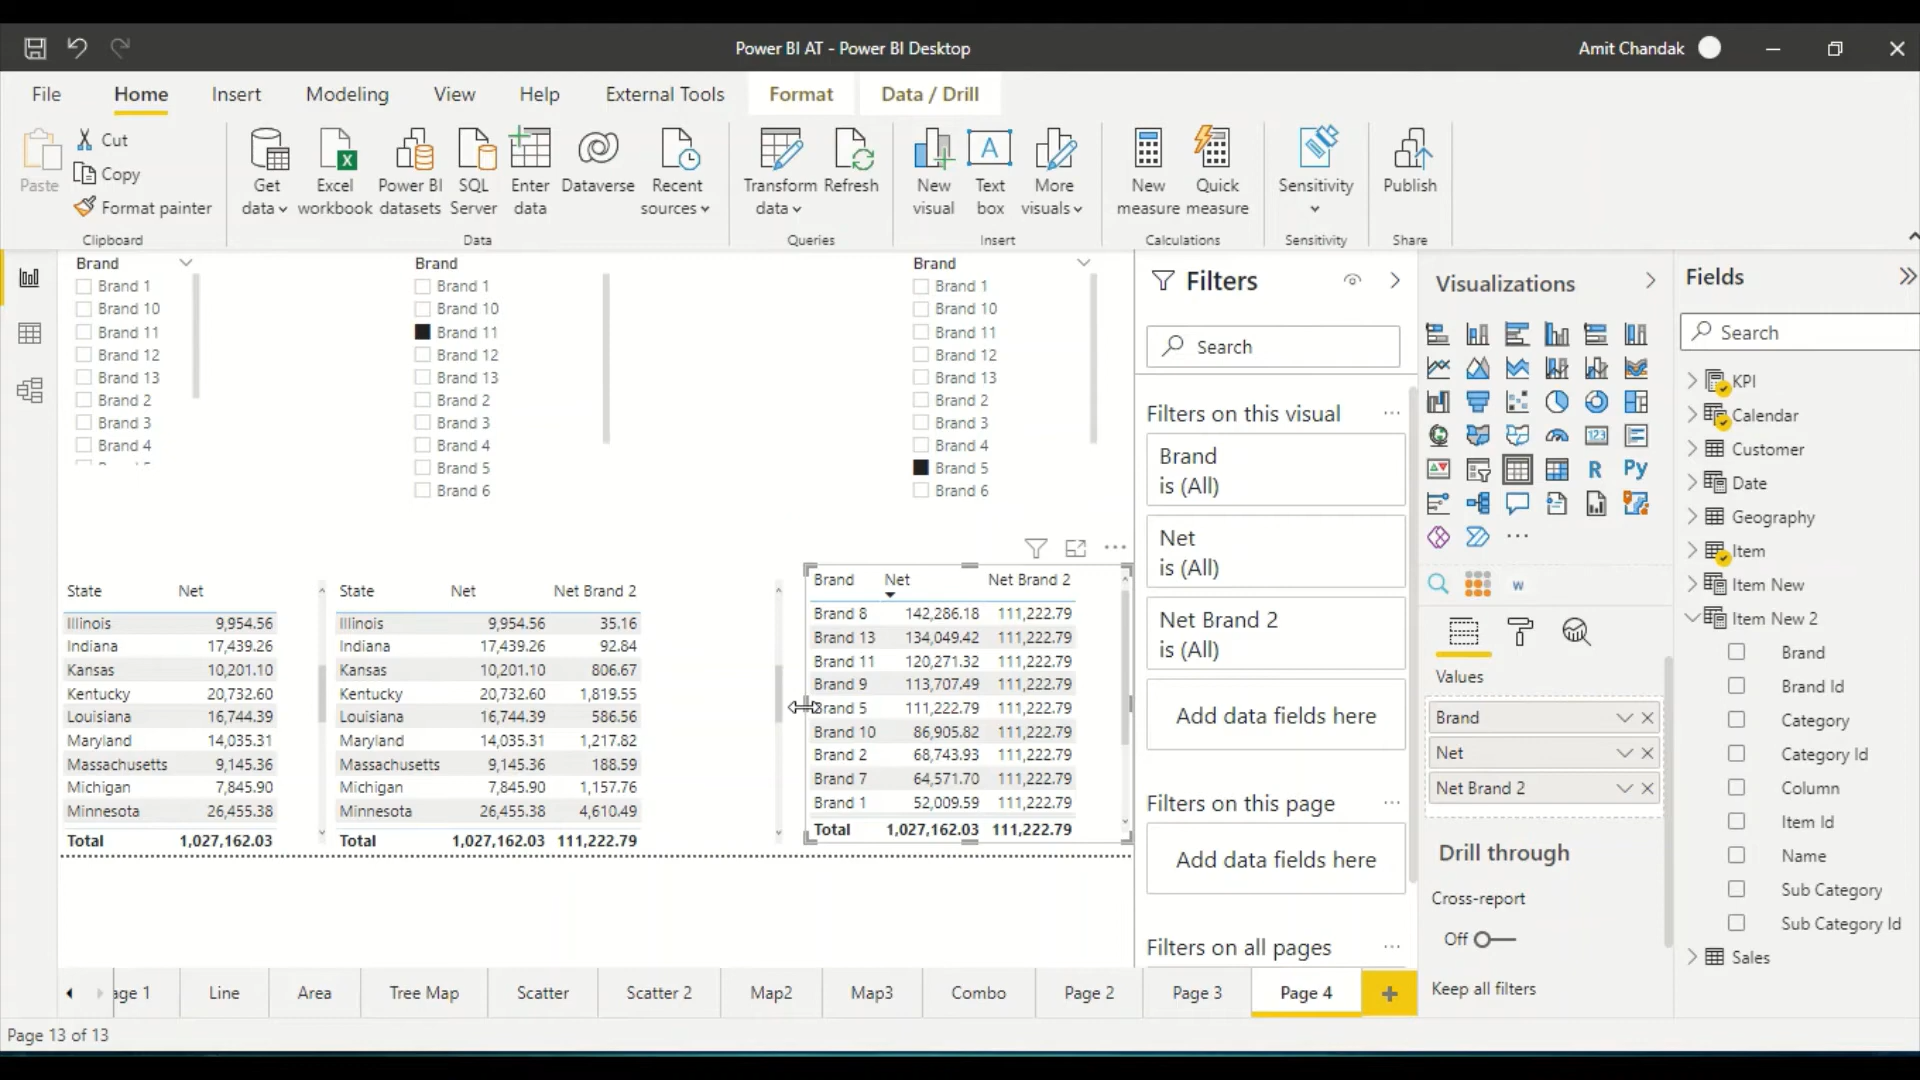 Power BI AT - Power BI Desktop
Amit Chandak
File
Home
Insert
Modeling
View
Help
External Tools
Format
Data / Drill
Paste
Cut
Copy
Format painter
Clipboard
Get data
Excel workbook
Power BI datasets
SQL Server
Enter data
Dataverse
Recent sources
Data
Transform data
Refresh
Queries
New visual
Text box
More visuals
Insert
New measure
Quick measure
Calculations
Sensitivity
Sensitivity
Publish
Share
Brand
Brand 1
Brand 10
Brand 11
Brand 12
Brand 13
Brand 2
Brand 3
Brand 4
Brand
Brand 1
Brand 10
Brand 11
Brand 12
Brand 13
Brand 2
Brand 3
Brand 4
Brand 5
Brand 6
Brand
Brand 1
Brand 10
Brand 11
Brand 12
Brand 13
Brand 2
Brand 3
Brand 4
Brand 5
Brand 6
State Net
Illinois 9,954.56
Indiana 17,439.26
Kansas 10,201.10
Kentucky 20,732.60
Louisiana 16,744.39
Maryland 14,035.31
Massachusetts 9,145.36
Michigan 7,845.90
Minnesota 26,455.38
Total 1,027,162.03
State Net Net Brand 2
Illinois 9,954.56 35.16
Indiana 17,439.26 92.84
Kansas 10,201.10 806.67
Kentucky 20,732.60 1,819.55
Louisiana 16,744.39 586.56
Maryland 14,035.31 1,217.82
Massachusetts 9,145.36 188.59
Michigan 7,845.90 1,157.76
Minnesota 26,455.38 4,610.49
Total 1,027,162.03 111,222.79
Brand Net Net Brand 2
Brand 8 142,286.18 111,222.79
Brand 13 134,049.42 111,222.79
Brand 11 120,271.32 111,222.79
Brand 9 113,707.49 111,222.79
Brand 5 111,222.79 111,222.79
Brand 10 86,905.82 111,222.79
Brand 2 68,743.93 111,222.79
Brand 7 64,571.70 111,222.79
Brand 1 52,009.59 111,222.79
Total 1,027,162.03 111,222.79
Filters
Search
Filters on this visual
Brand
is (All)
Net
is (All)
Net Brand 2
is (All)
Add data fields here
Filters on this page
Add data fields here
Filters on all pages
Visualizations
123
R
Py
W
Values
Brand
Net
Net Brand 2
Drill through
Cross-report
Off
Keep all filters
Fields
Search
KPI
Calendar
Customer
Date
Geography
Item
Item New
Item New 2
Brand
Brand Id
Category
Category Id
Column
Item Id
Name
Sub Category
Sub Category Id
Sales
age 1
Line
Area
Tree Map
Scatter
Scatter 2
Map2
Map3
Combo
Page 2
Page 3
Page 4
Page 13 of 13